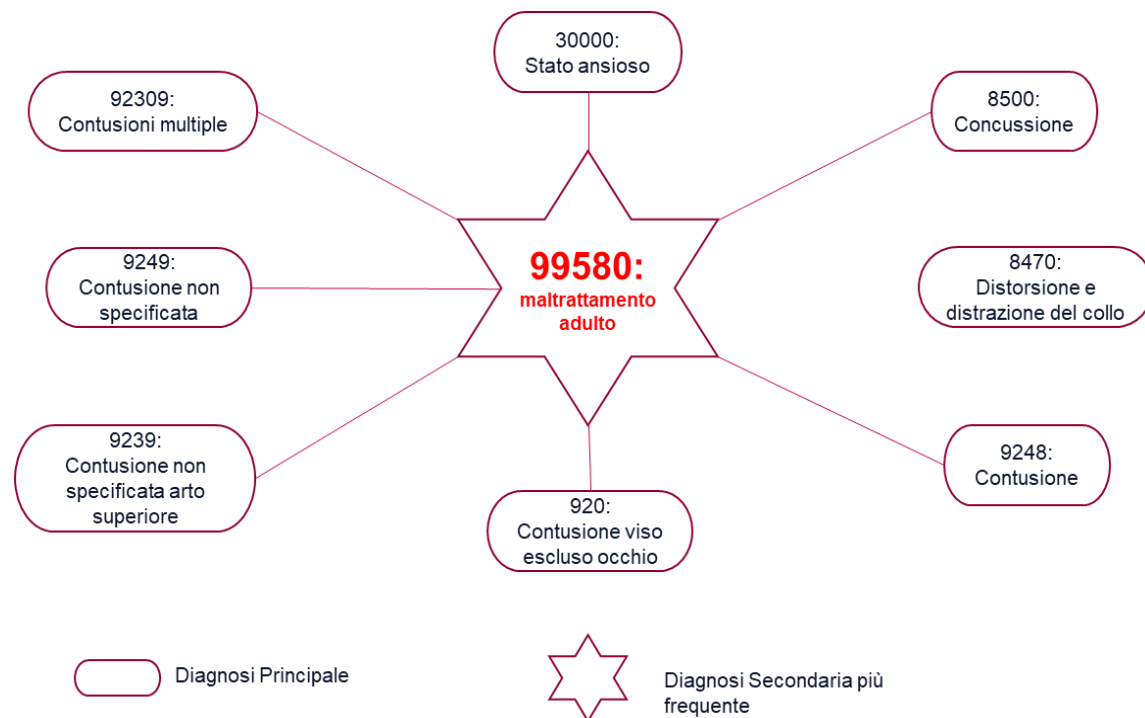 30000:
Stato ansioso
92309:
Contusioni multiple
8500:
Concussione
9249:
Contusione non
specificata
99580:
maltrattamento
adulto
8470:
Distorsione e
distrazione del collo
9239:
Contusione non
specificata arto
superiore
920:
Contusione viso
escluso occhio
9248:
Contusione
Diagnosi Principale
Diagnosi Secondaria più
frequente